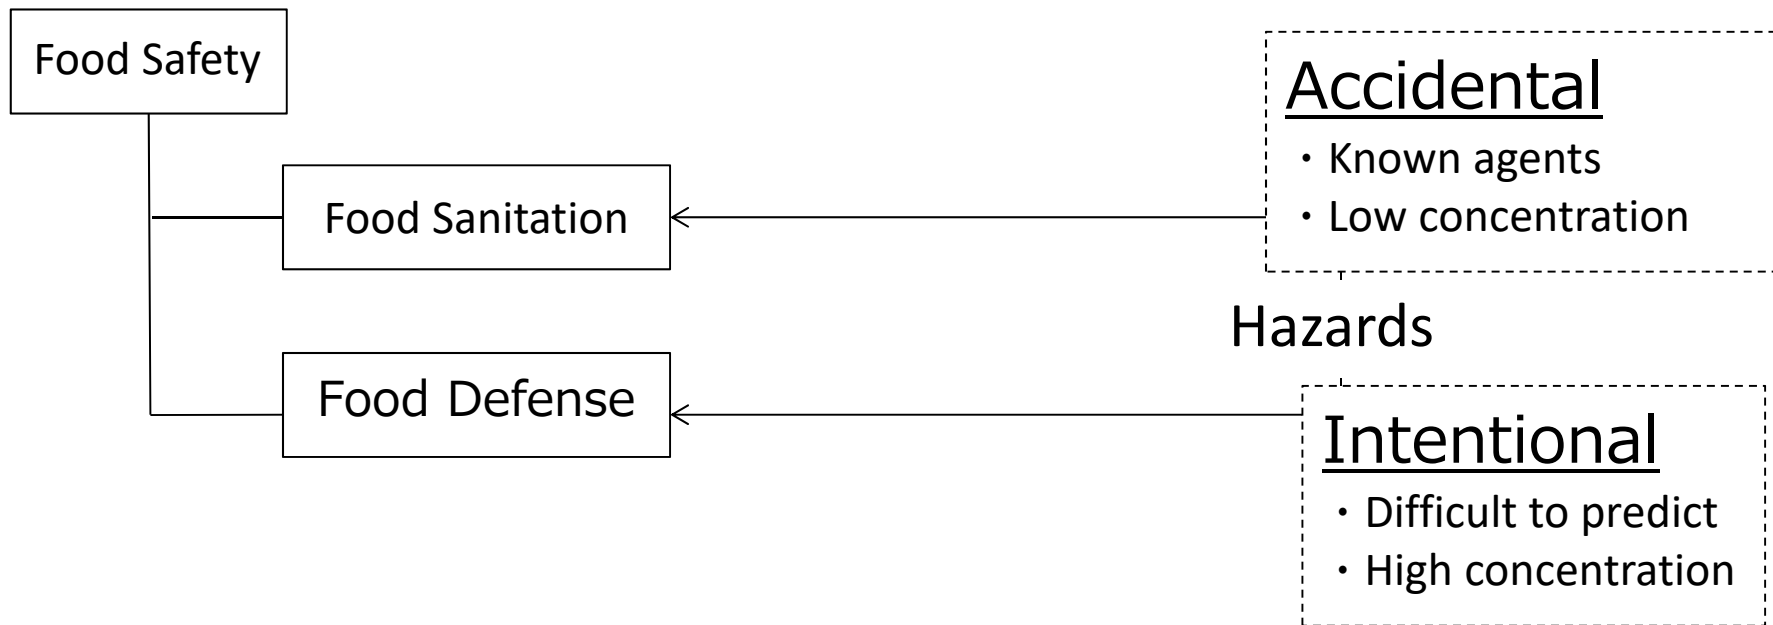 Food Safety
Food Sanitation
Food Defense
Accidental
・Known agents
・Low concentration
Hazards
Intentional
・Difficult to predict
・High concentration